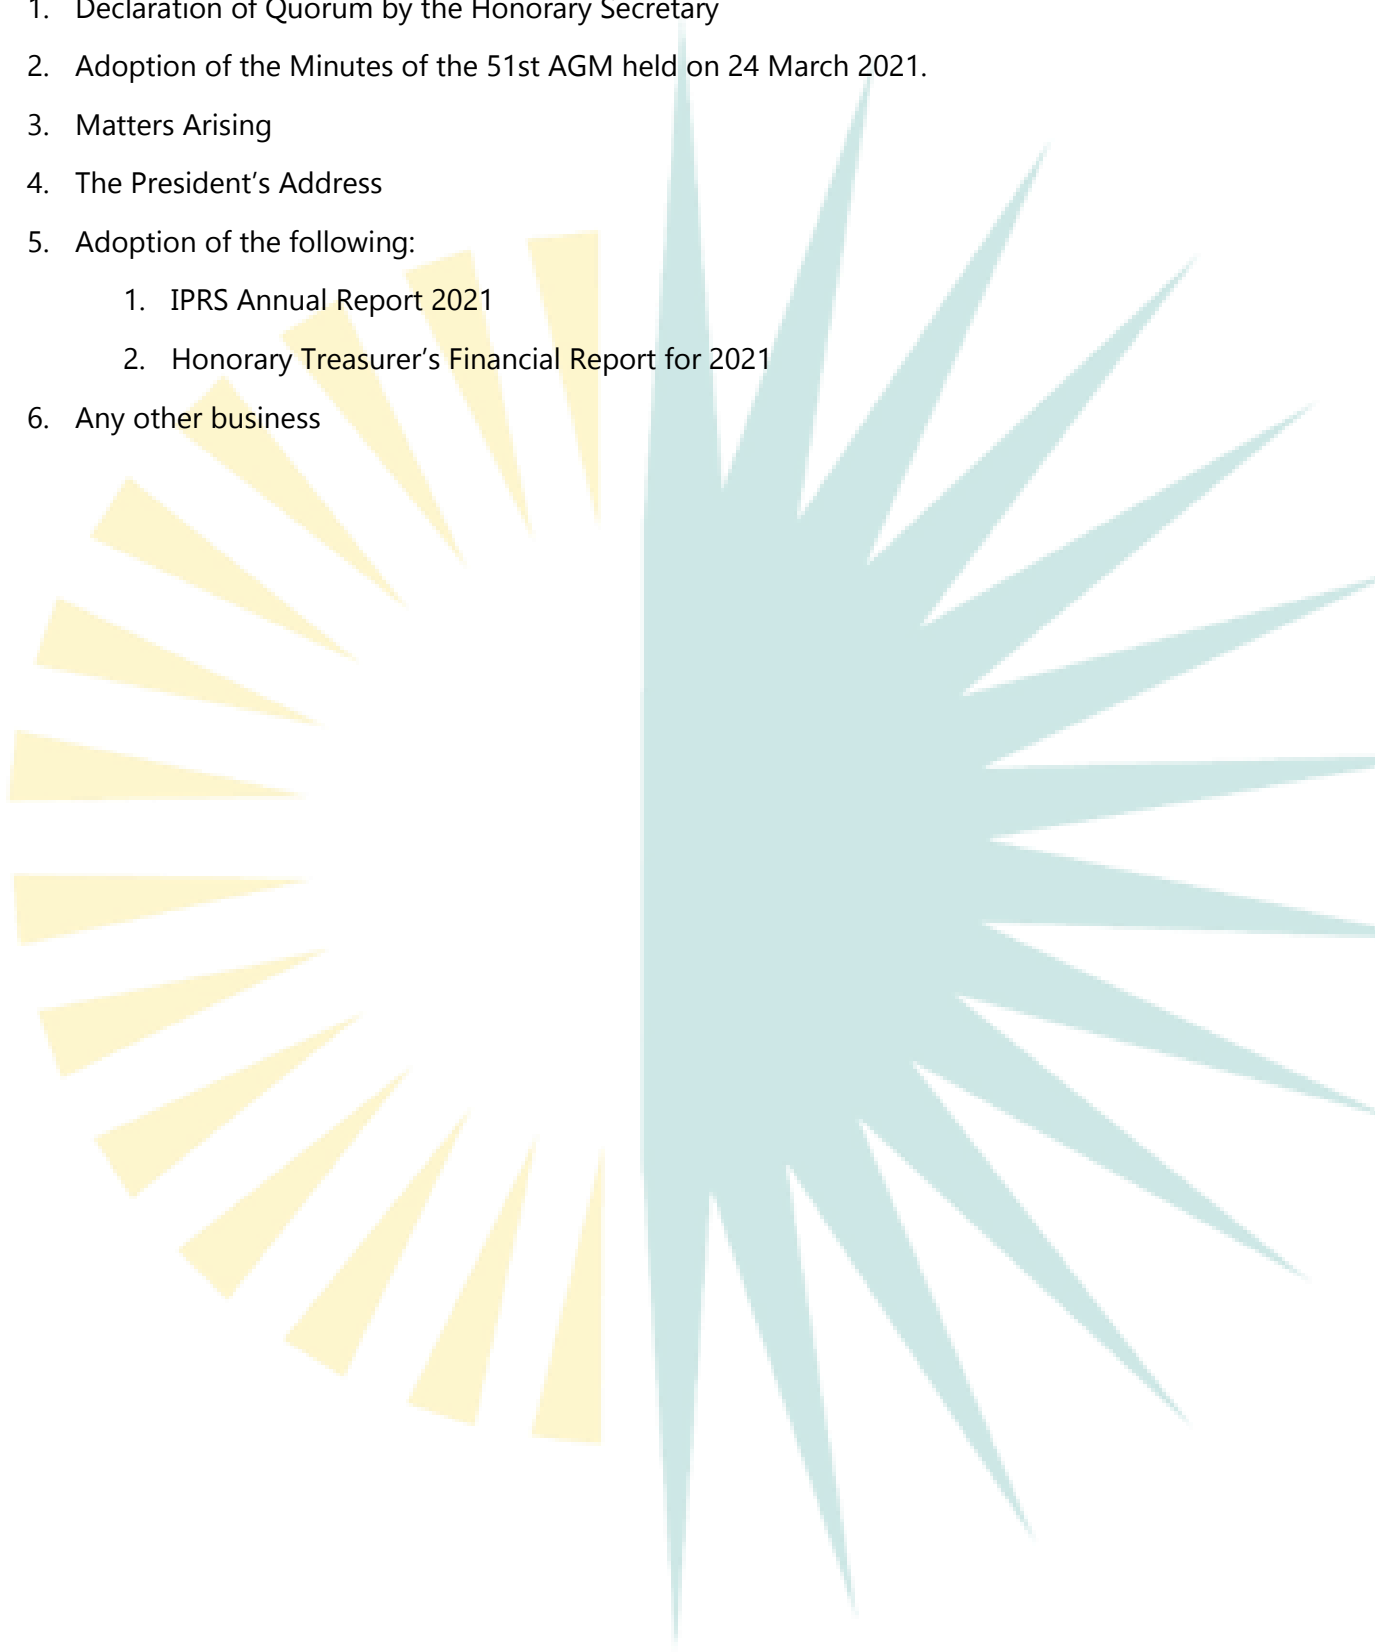 1. Declaration of Quorum by the Honorary Secretary
2. Adoption of the Minutes of the 51st AGM held on 24 March 2021.
3. Matters Arising
4. The President’s Address
5. Adoption of the following:
1. IPRS Annual Report 2021
2. Honorary Treasurer’s Financial Report for 2021
6. Any other business